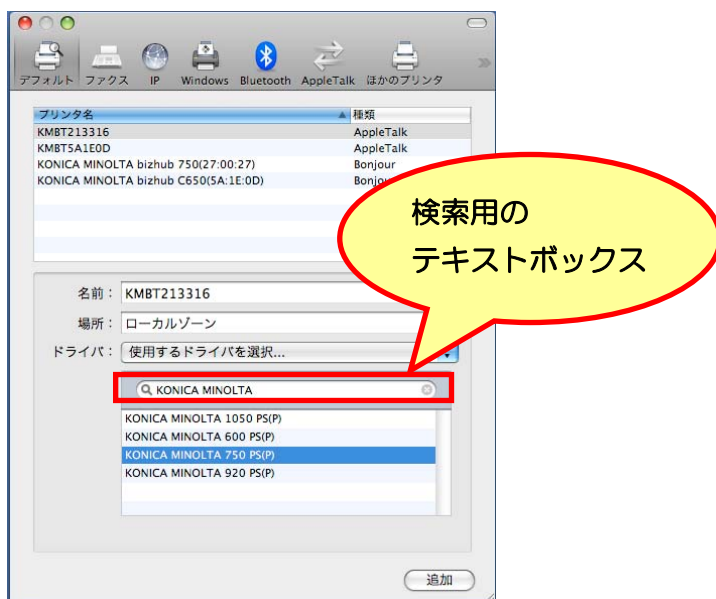 デフォルト ファクス IP Windows Bluetooth AppleTalk ほかのプリンタ
プリンタ名 種類
KMBT213316 AppleTalk
KMBT5A1E0D AppleTalk
KONICA MINOLTA bizhub 750(27:00:27) Bonjour
KONICA MINOLTA bizhub C650(5A:1E:0D)
検索用の
テキストボックス
名前： KMBT213316
場所： ローカルゾーン
ドライバ： 使用するドライバを選択...
KONICA MINOLTA
KONICA MINOLTA 1050 PS(P)
KONICA MINOLTA 600 PS(P)
KONICA MINOLTA 750 PS(P)
KONICA MINOLTA 920 PS(P)
追加